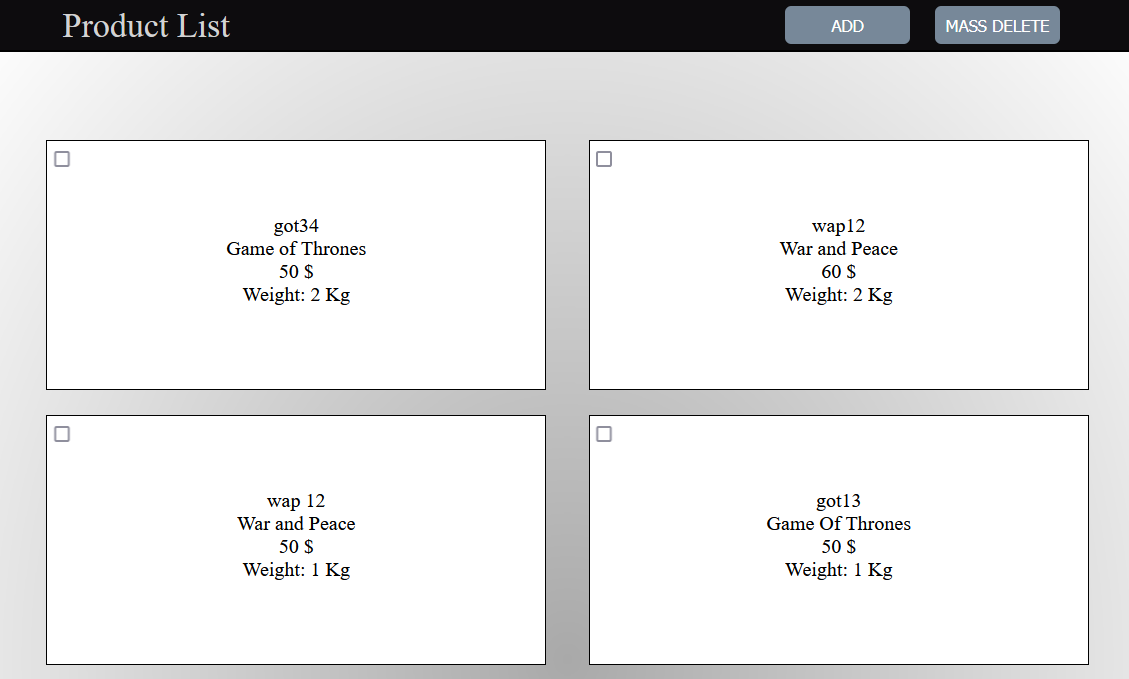 Product List
ADD
MASS DELETE
got34
Game of Thrones
50 $
Weight: 2 Kg
wap12
War and Peace
60 $
Weight: 2 Kg
wap 12
War and Peace
50 $
Weight: 1 Kg
got13
Game Of Thrones
50 $
Weight: 1 Kg